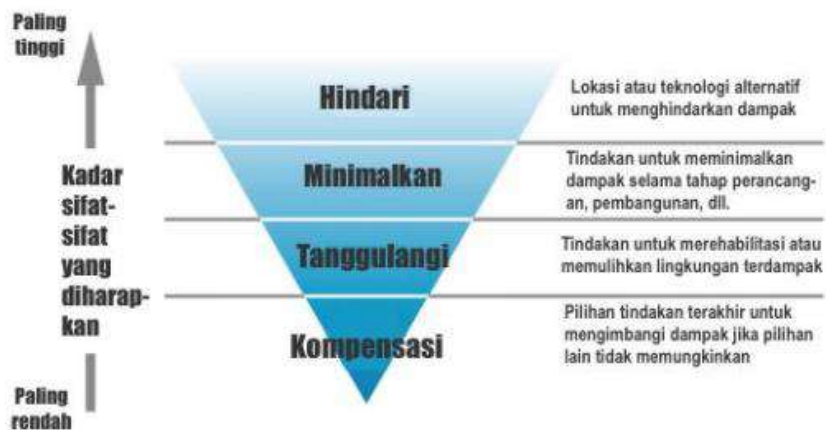 Paling
tinggi
Kadar
sifat-
sifat
yang
diharap-
kan
Paling
rendah
Hindari
Lokasi atau teknologi alternatif
untuk menghindarkan dampak
Minimalkan
Tindakan untuk meminimalkan
dampak selama tahap perancang-
an, pembangunan, dll.
Tanggulangi
Tindakan untuk merehabilitasi atau
memulihkan lingkungan terdampak
Kompensasi
Pilihan tindakan terakhir untuk
mengimbangi dampak jika pilihan
lain tidak memungkinkan